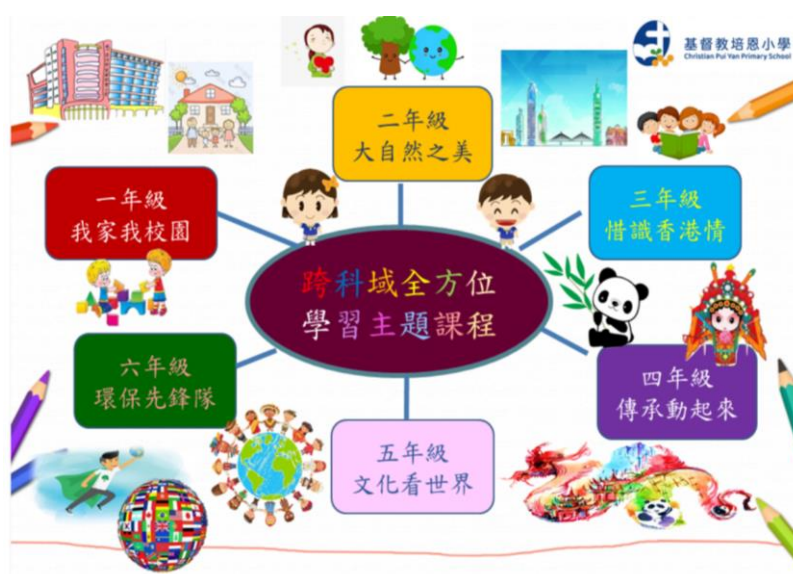 基督教培恩小學
Christian Pui Yan Primary School
二年級
大自然之美
一年級
我家我校園
三年級
惜識香港情
跨科域全方位
學習主題課程
六年級
環保先鋒隊
四年級
傳承動起來
五年級
文化看世界